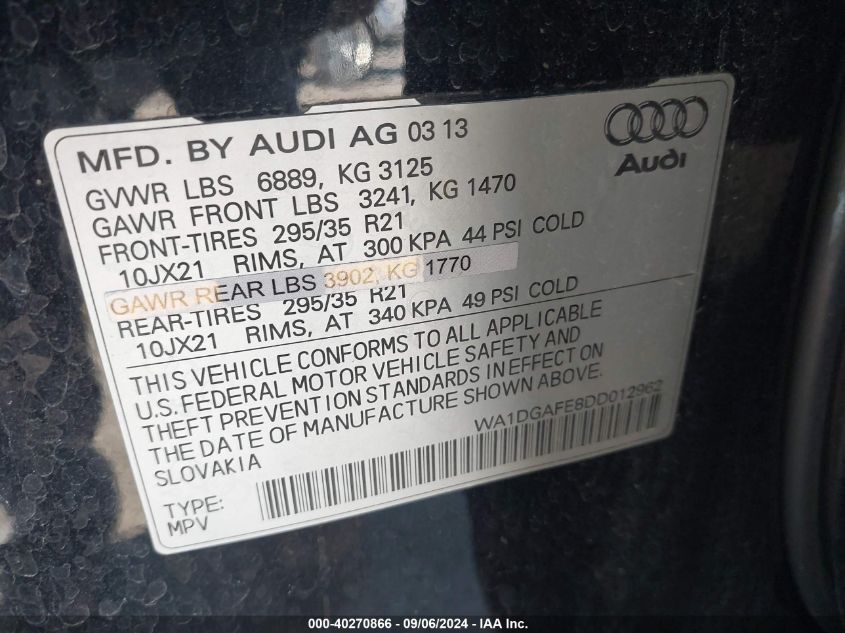 MFD. BY AUDI AG 03 13
Audi
GVWR LBS 6889, KG 3125
GAWR FRONT LBS 3241, KG 1470
FRONT-TIRES 295/35 R21
10JX21 RIMS, AT 300 KPA 44 PSI COLD
GAWR REAR LBS 3902, KG 1770
REAR-TIRES 295/35 R21
10JX21 RIMS, AT 340 KPA 49 PSI COLD
THIS VEHICLE CONFORMS TO ALL APPLICABLE
U.S. FEDERAL MOTOR VEHICLE SAFETY AND
THEFT PREVENTION STANDARDS IN EFFECT ON
THE DATE OF MANUFACTURE SHOWN ABOVE.
SLOVAKIA
WA1DGAFE8DD012962
TYPE:
MPV
000-40270866 - 09/06/2024 - IAAI.com